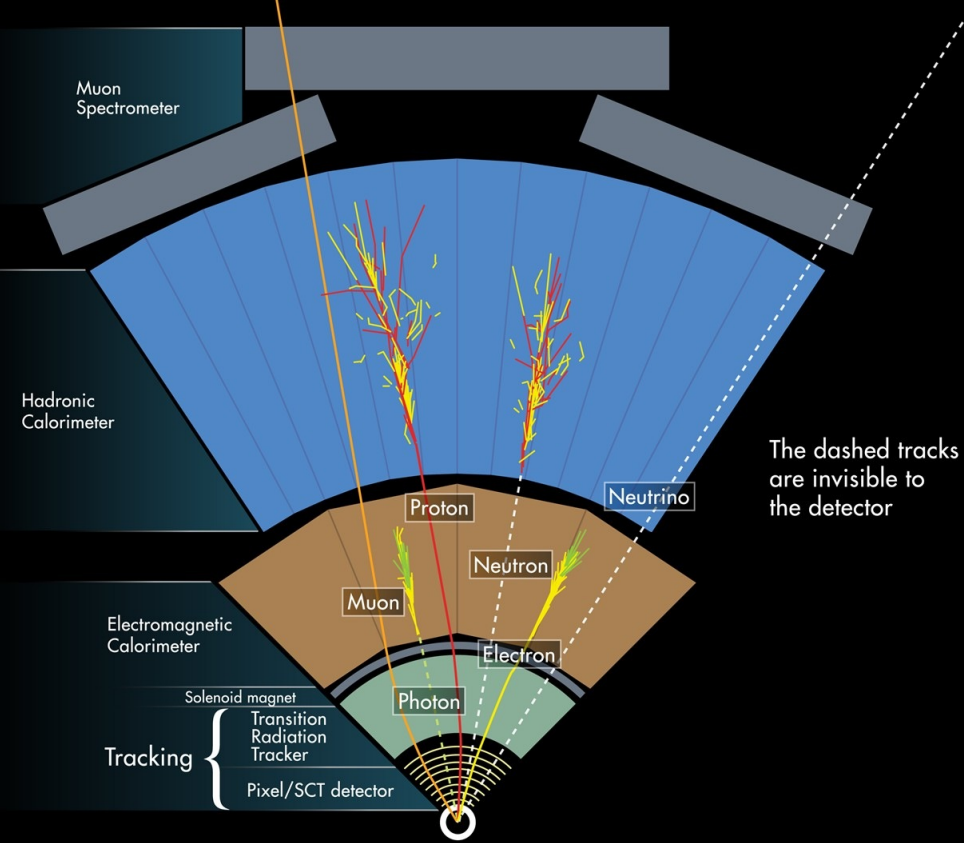 Muon
Spectrometer
Hadronic
Calorimeter
The dashed tracks
are invisible to
the detector
Neutrino
Proton
Neutron
Muon
Electromagnetic
Calorimeter
Electron
Solenoid magnet
Photon
Transition
Radiation
Tracker
Tracking
Pixel/SCT detector